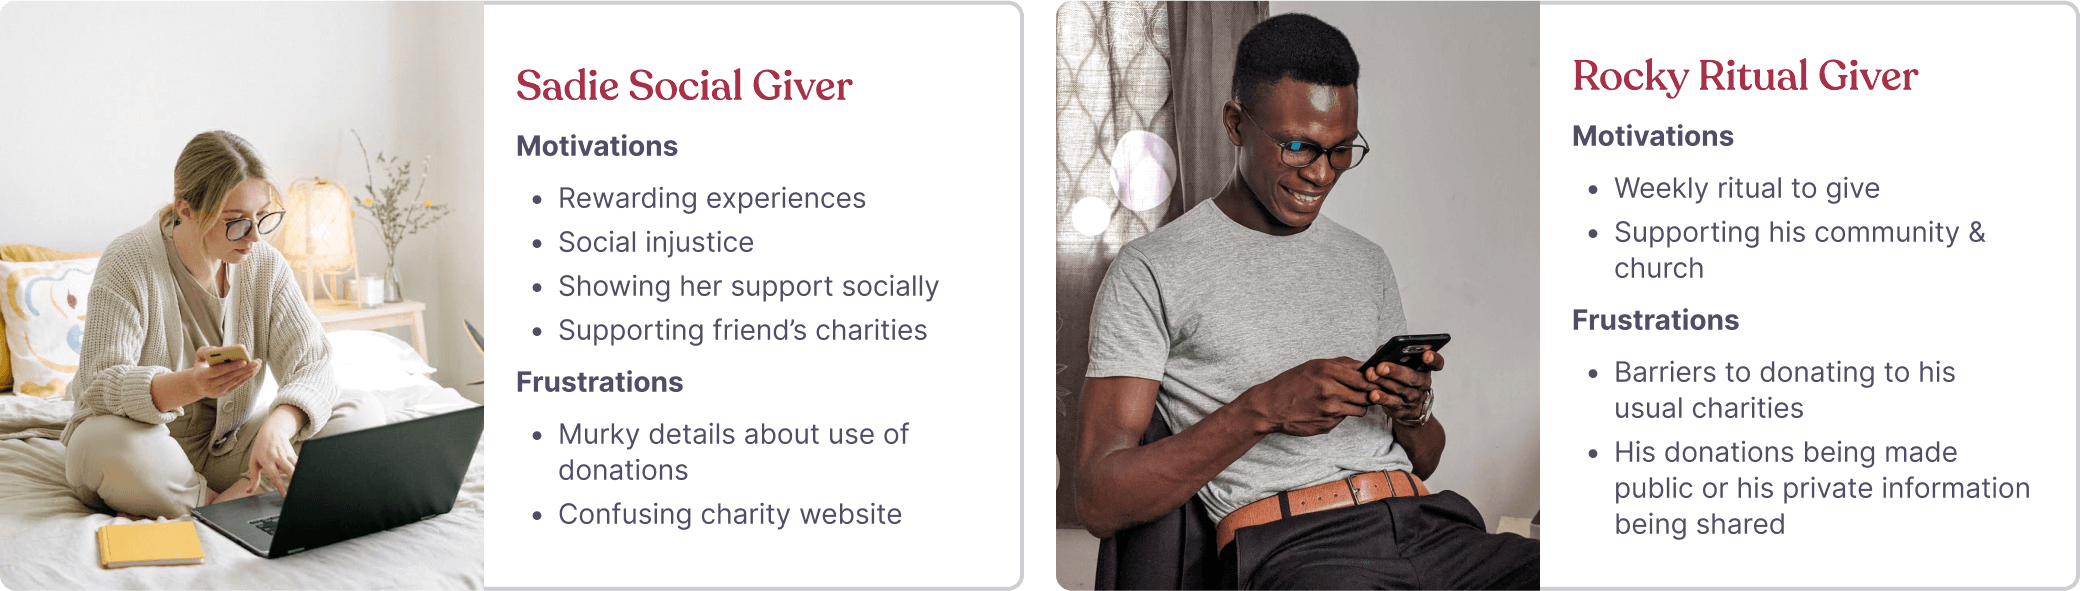 Sadie Social Giver
Motivations
• Rewarding experiences
• Social injustice
• Showing her support socially
• Supporting friend’s charities
Frustrations
• Murky details about use of
donations
• Confusing charity website
Rocky Ritual Giver
Motivations
• Weekly ritual to give
• Supporting his community &
church
Frustrations
• Barriers to donating to his
usual charities
• His donations being made
public or his private information
being shared